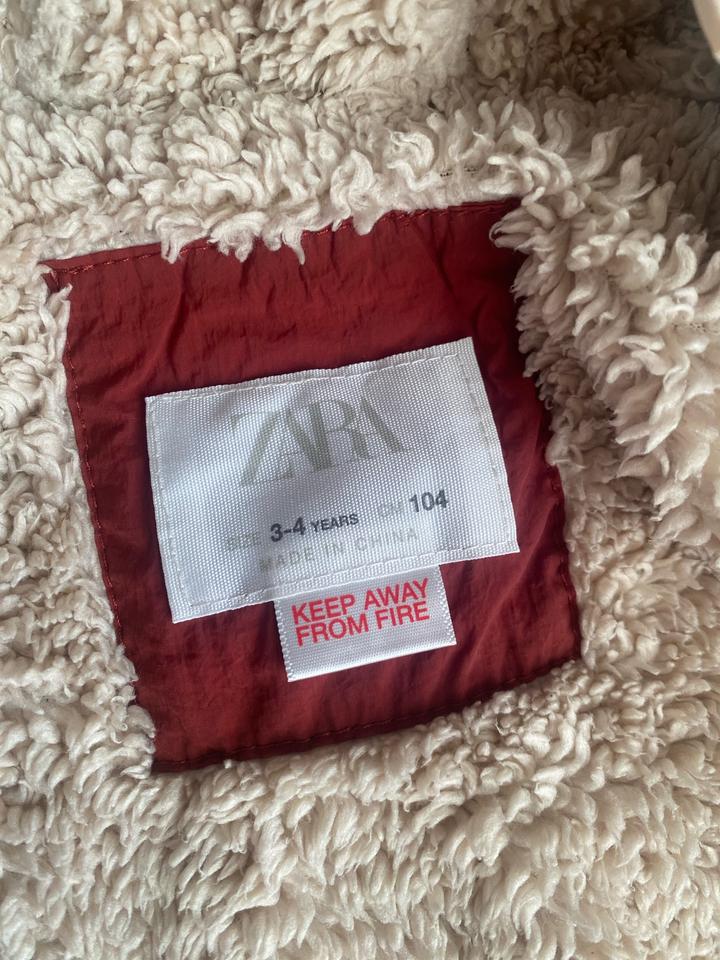 ZARA
SIZE 3-4 YEARS CM 104
MADE IN CHINA
KEEP AWAY
FROM FIRE